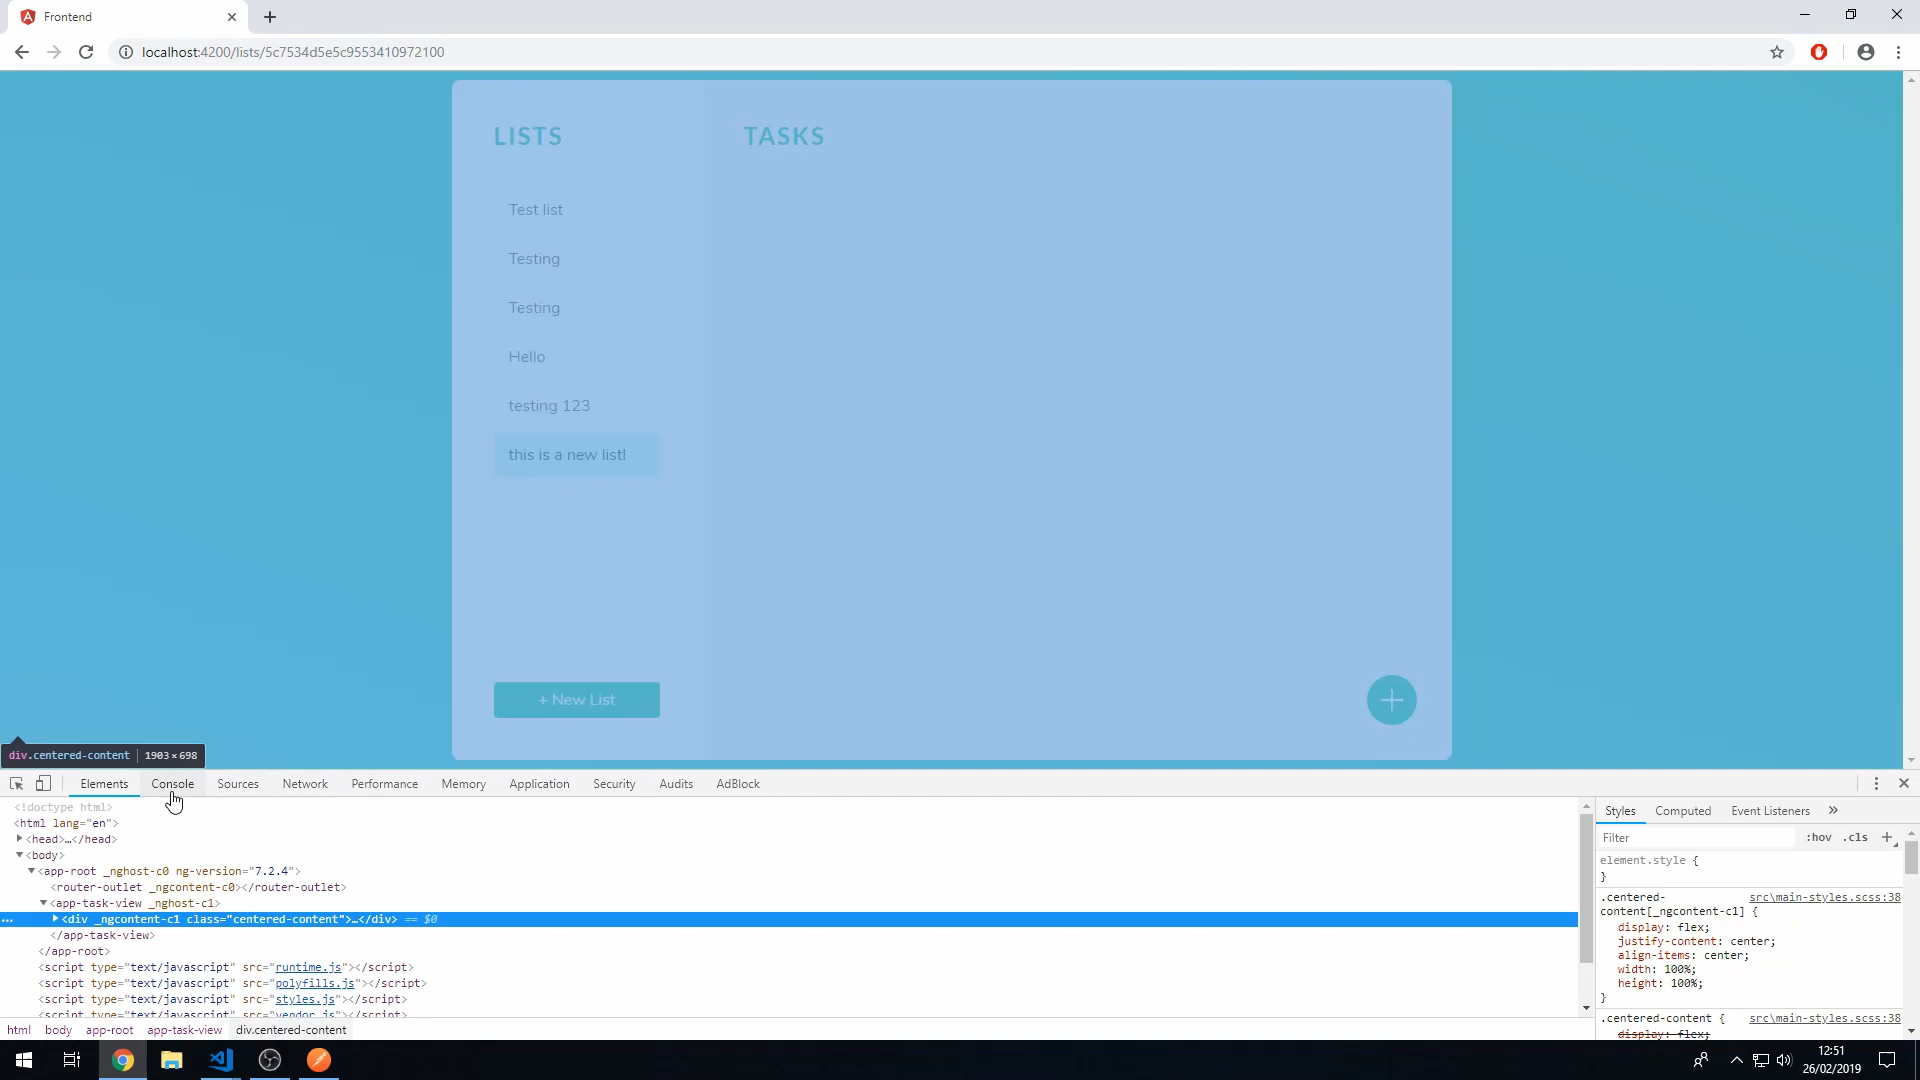 Frontend
localhost:4200/lists/5c7534d5e5c9553410972100
LISTS
TASKS
Test list
Testing
Testing
Hello
testing 123
this is a new list!
+ New List
div.centered-content | 1903 × 698
Elements Console Sources Network Performance Memory Application Security Audits AdBlock
<!doctype html>
<html lang="en">
<head>…</head>
<body>
<app-root _nghost-c0 ng-version="7.2.4">
<router-outlet _ngcontent-c0></router-outlet>
<app-task-view _nghost-c1>
<div _ngcontent-c1 class="centered-content">…</div> == $0
</app-task-view>
</app-root>
<script type="text/javascript" src="runtime.js"></script>
<script type="text/javascript" src="polyfills.js"></script>
<script type="text/javascript" src="styles.js"></script>
<script type="text/javascript" src="vendor.js"></script>
html body app-root app-task-view div.centered-content
Styles Computed Event Listeners »
Filter :hov .cls +
element.style {
}
.centered- src\main-styles.scss:38
content[_ngcontent-c1] {
display: flex;
justify-content: center;
align-items: center;
width: 100%;
height: 100%;
}
.centered-content { src\main-styles.scss:38
display: flex;
12:51
26/02/2019